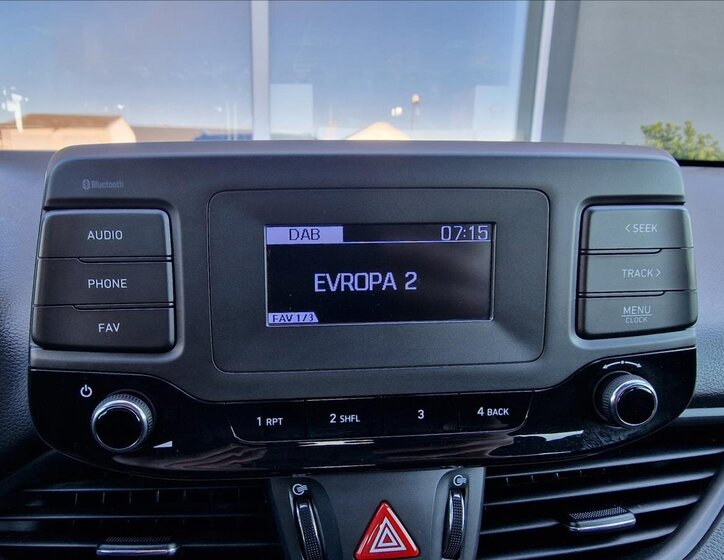 Bluetooth
AUDIO
PHONE
FAV
DAB 07:15
EVROPA 2
FAV 1/3
< SEEK
TRACK >
MENU
CLOCK
1 RPT
2 SHFL
3
4 BACK